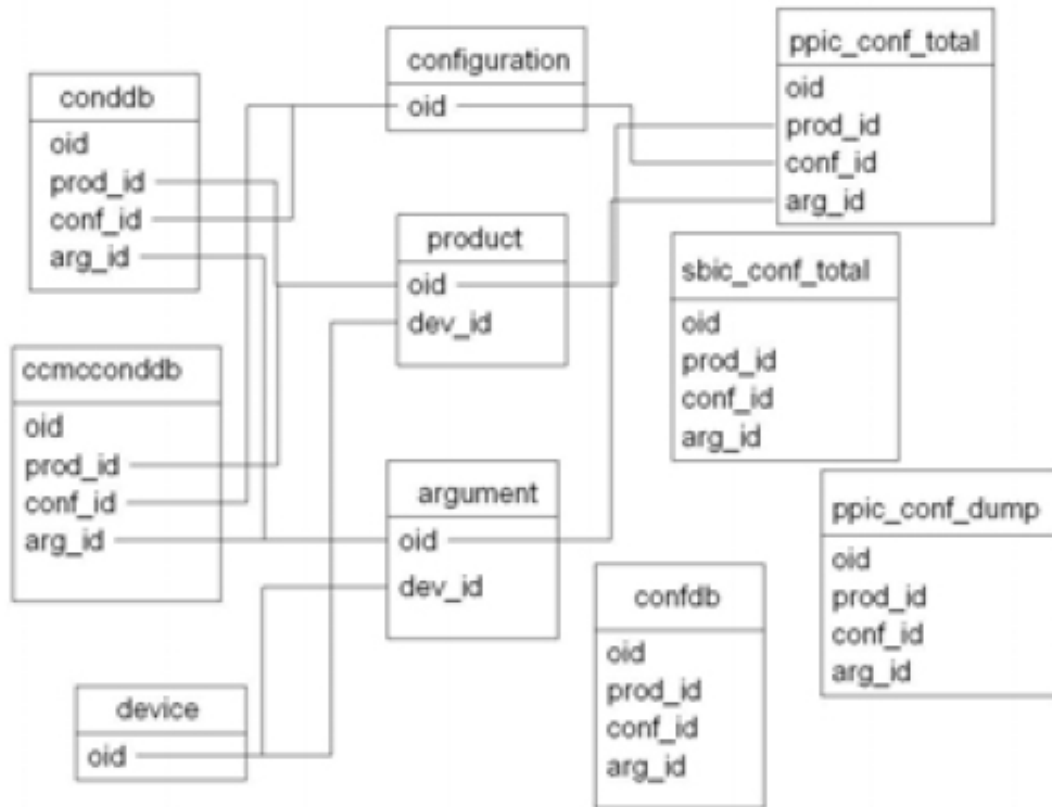 conddb
oid
prod_id
conf_id
arg_id
configuration
oid
ppic_conf_total
oid
prod_id
conf_id
arg_id
product
oid
dev_id
sbic_conf_total
oid
prod_id
conf_id
arg_id
ccmcconddb
oid
prod_id
conf_id
arg_id
argument
oid
dev_id
ppic_conf_dump
oid
prod_id
conf_id
arg_id
confdb
oid
prod_id
conf_id
arg_id
device
oid